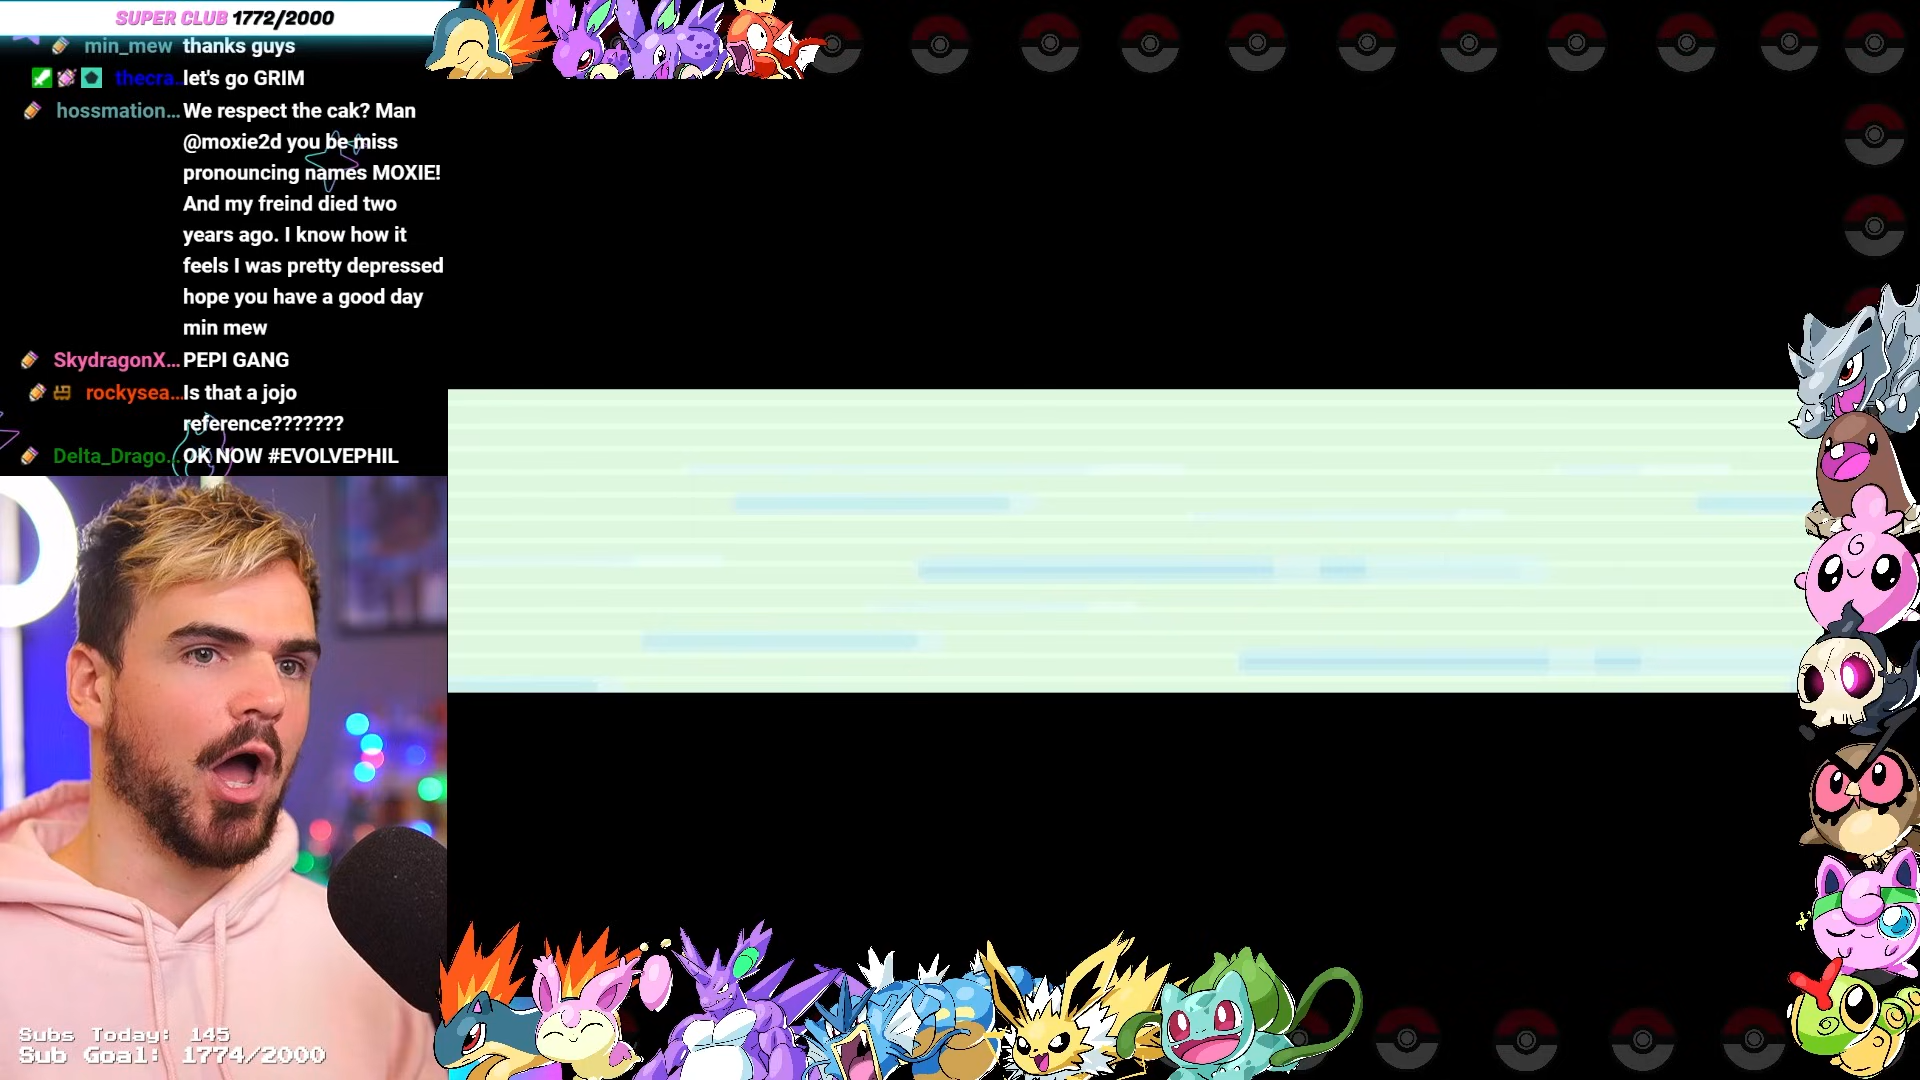 SUPER CLUB 1772/2000
min_mew thanks guys
thecra... let's go GRIM
hossmation... We respect the cak? Man
@moxie2d you be miss
pronouncing names MOXIE!
And my freind died two
years ago. I know how it
feels I was pretty depressed
hope you have a good day
min mew
SkydragonX... PEPI GANG
rockysea... Is that a jojo
reference???????
Delta_Drago... OK NOW #EVOLVEPHIL
Subs Today: 145
Sub Goal: 1774/2000